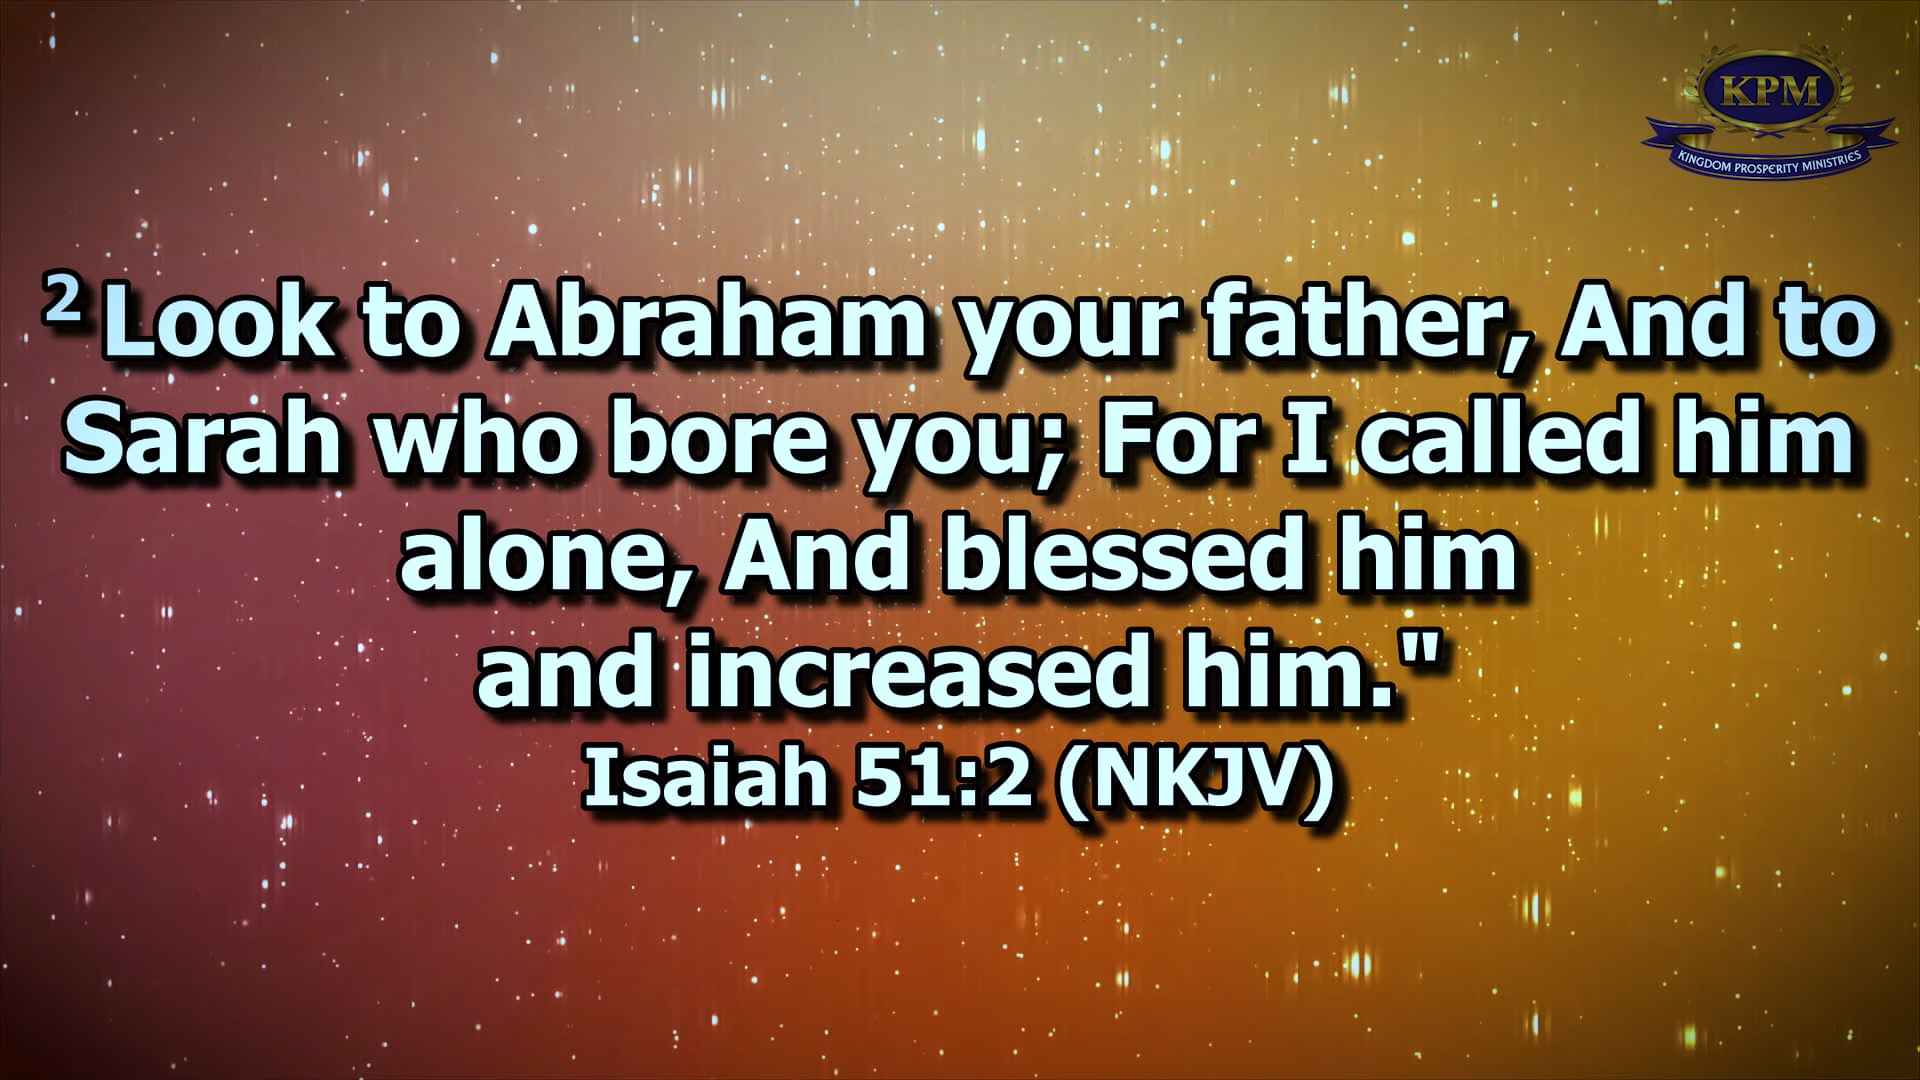 KPM
KINGDOM PROSPERITY MINISTRIES
2 Look to Abraham your father, And to
Sarah who bore you; For I called him
alone, And blessed him
and increased him."
Isaiah 51:2 (NKJV)